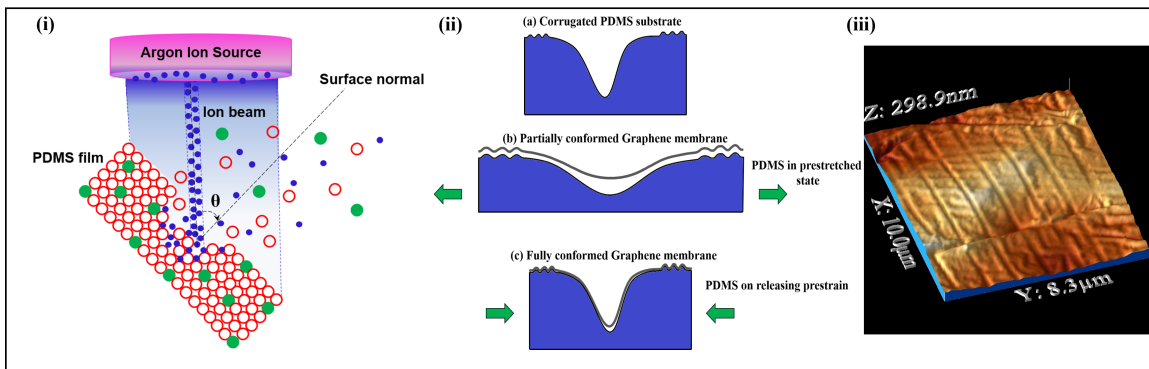 (i)
Argon Ion Source
Surface normal
Ion beam
PDMS film
θ
(ii)
(a) Corrugated PDMS substrate
(b) Partially conformed Graphene membrane
PDMS in prestretched
state
(c) Fully conformed Graphene membrane
PDMS on releasing prestrain
(iii)
Z: 298.9nm
X: 10.0μm
Y: 8.3μm